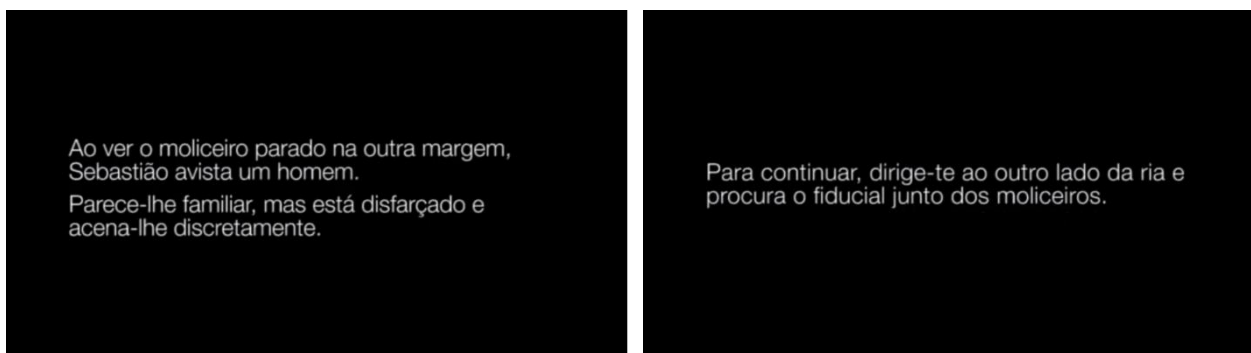 Ao ver o moliceiro parado na outra margem,
Sebastião avista um homem.
Parece-lhe familiar, mas está disfarçado e
acena-lhe discretamente.
Para continuar, dirige-te ao outro lado da ria e
procura o fiducial junto dos moliceiros.